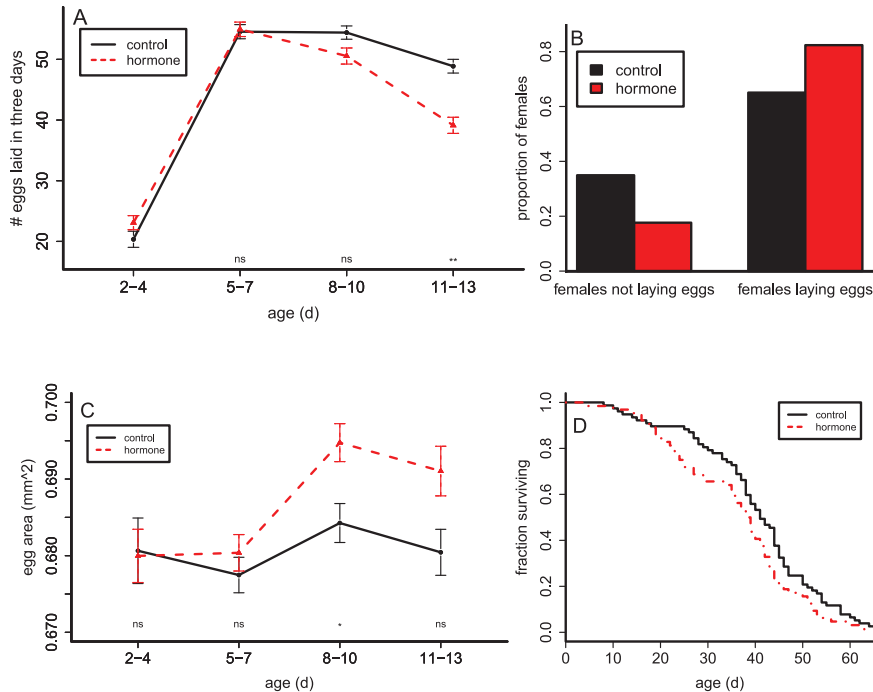 A
control
hormone
# eggs laid in three days
50
40
30
20
ns
ns
**
2−4
5−7
8−10
11−13
age (d)
B
control
hormone
proportion of females
0.8
0.6
0.4
0.2
0.0
females not laying eggs
females laying eggs
C
control
hormone
egg area (mm^2)
0.700
0.690
0.680
0.670
ns
ns
*
ns
2−4
5−7
8−10
11−13
age (d)
D
control
hormone
fraction surviving
1.0
0.8
0.6
0.4
0.2
0.0
0
10
20
30
40
50
60
age (d)